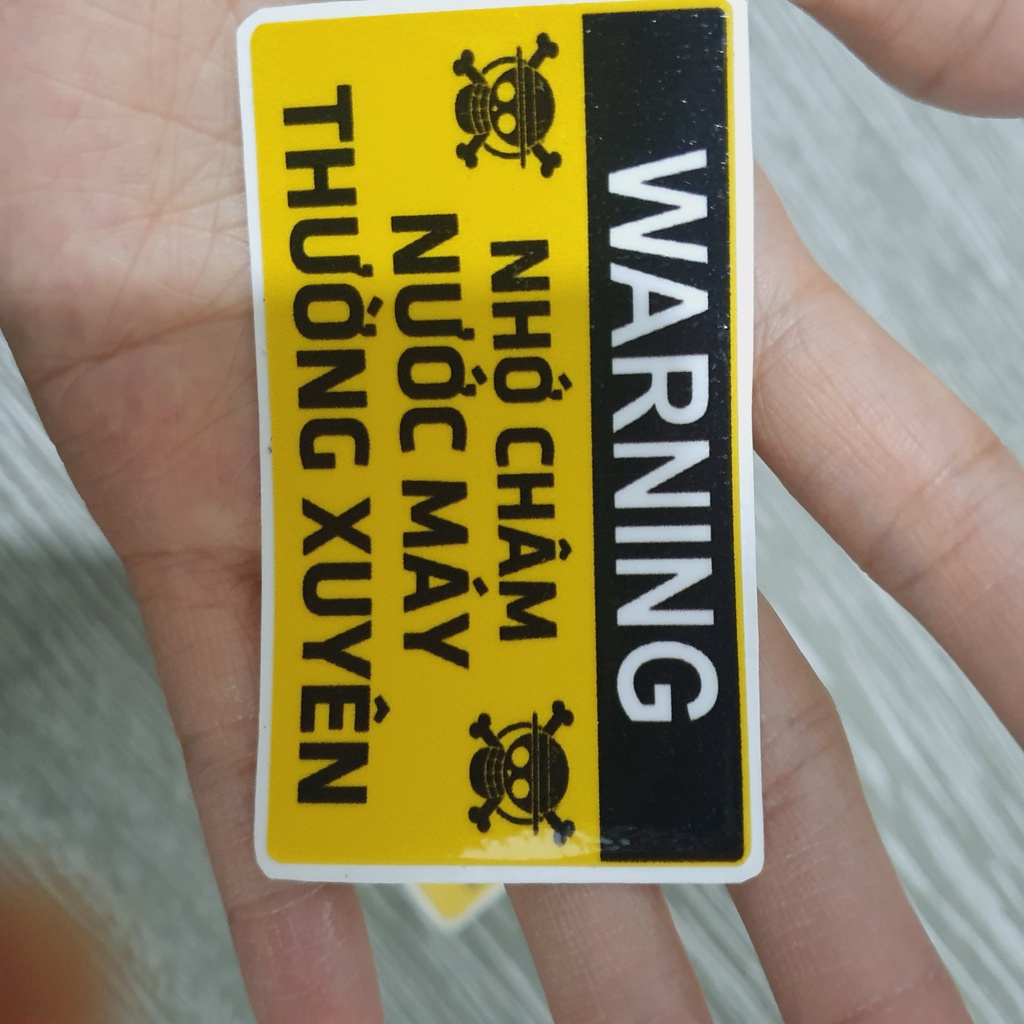 WARNING
NHỚ CHÂM
NƯỚC MÁY
THƯỜNG XUYÊN